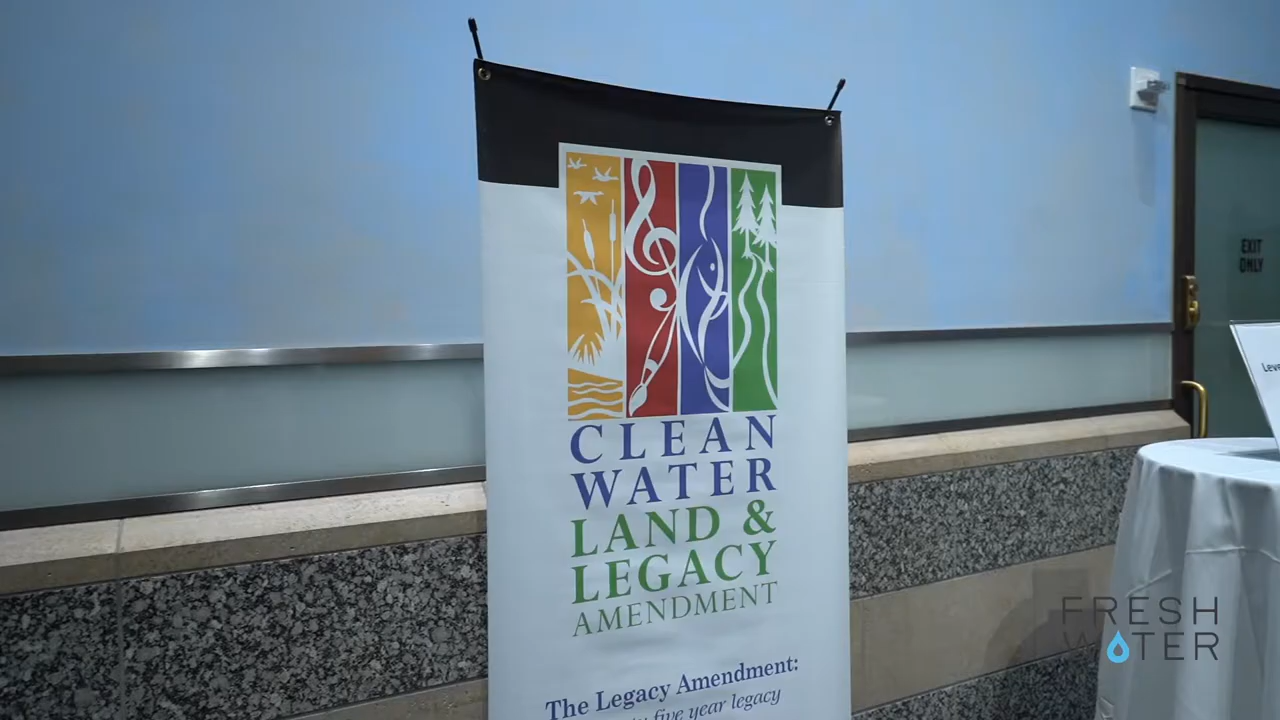 CLEAN
WATER
LAND &
LEGACY
AMENDMENT
The Legacy Amendment:
five year legacy
EXIT
ONLY
FRESH
WATER